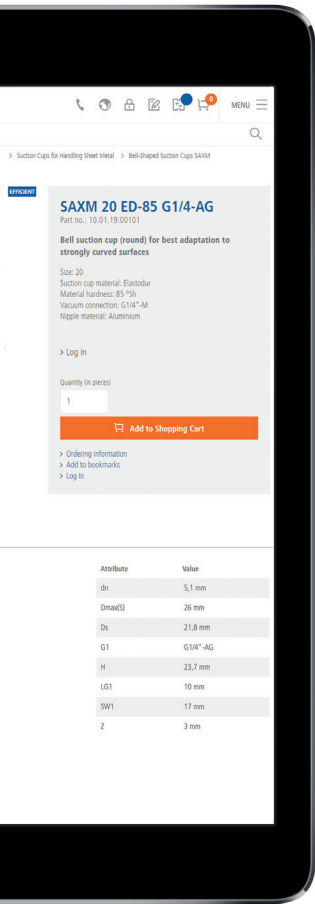 0
MENU
> Suction Cups for Handling Sheet Metal > Bell-Shaped Suction Cups SAXM
EFFICIENT
SAXM 20 ED-85 G1/4-AG
Part no.: 10.01.19.00101
Bell suction cup (round) for best adaptation to
strongly curved surfaces
Size: 20
Suction cup material: Elastodur
Material hardness: 85 °Sh
Vacuum connection: G1/4"-M
Nipple material: Aluminium
> Log in
Quantity (in pieces)
1
Add to Shopping Cart
> Ordering information
> Add to bookmarks
> Log in
Attribute Value
dn 5,1 mm
Dmax(S) 26 mm
Ds 21,8 mm
G1 G1/4"-AG
H 23,7 mm
LG1 10 mm
SW1 17 mm
Z 3 mm